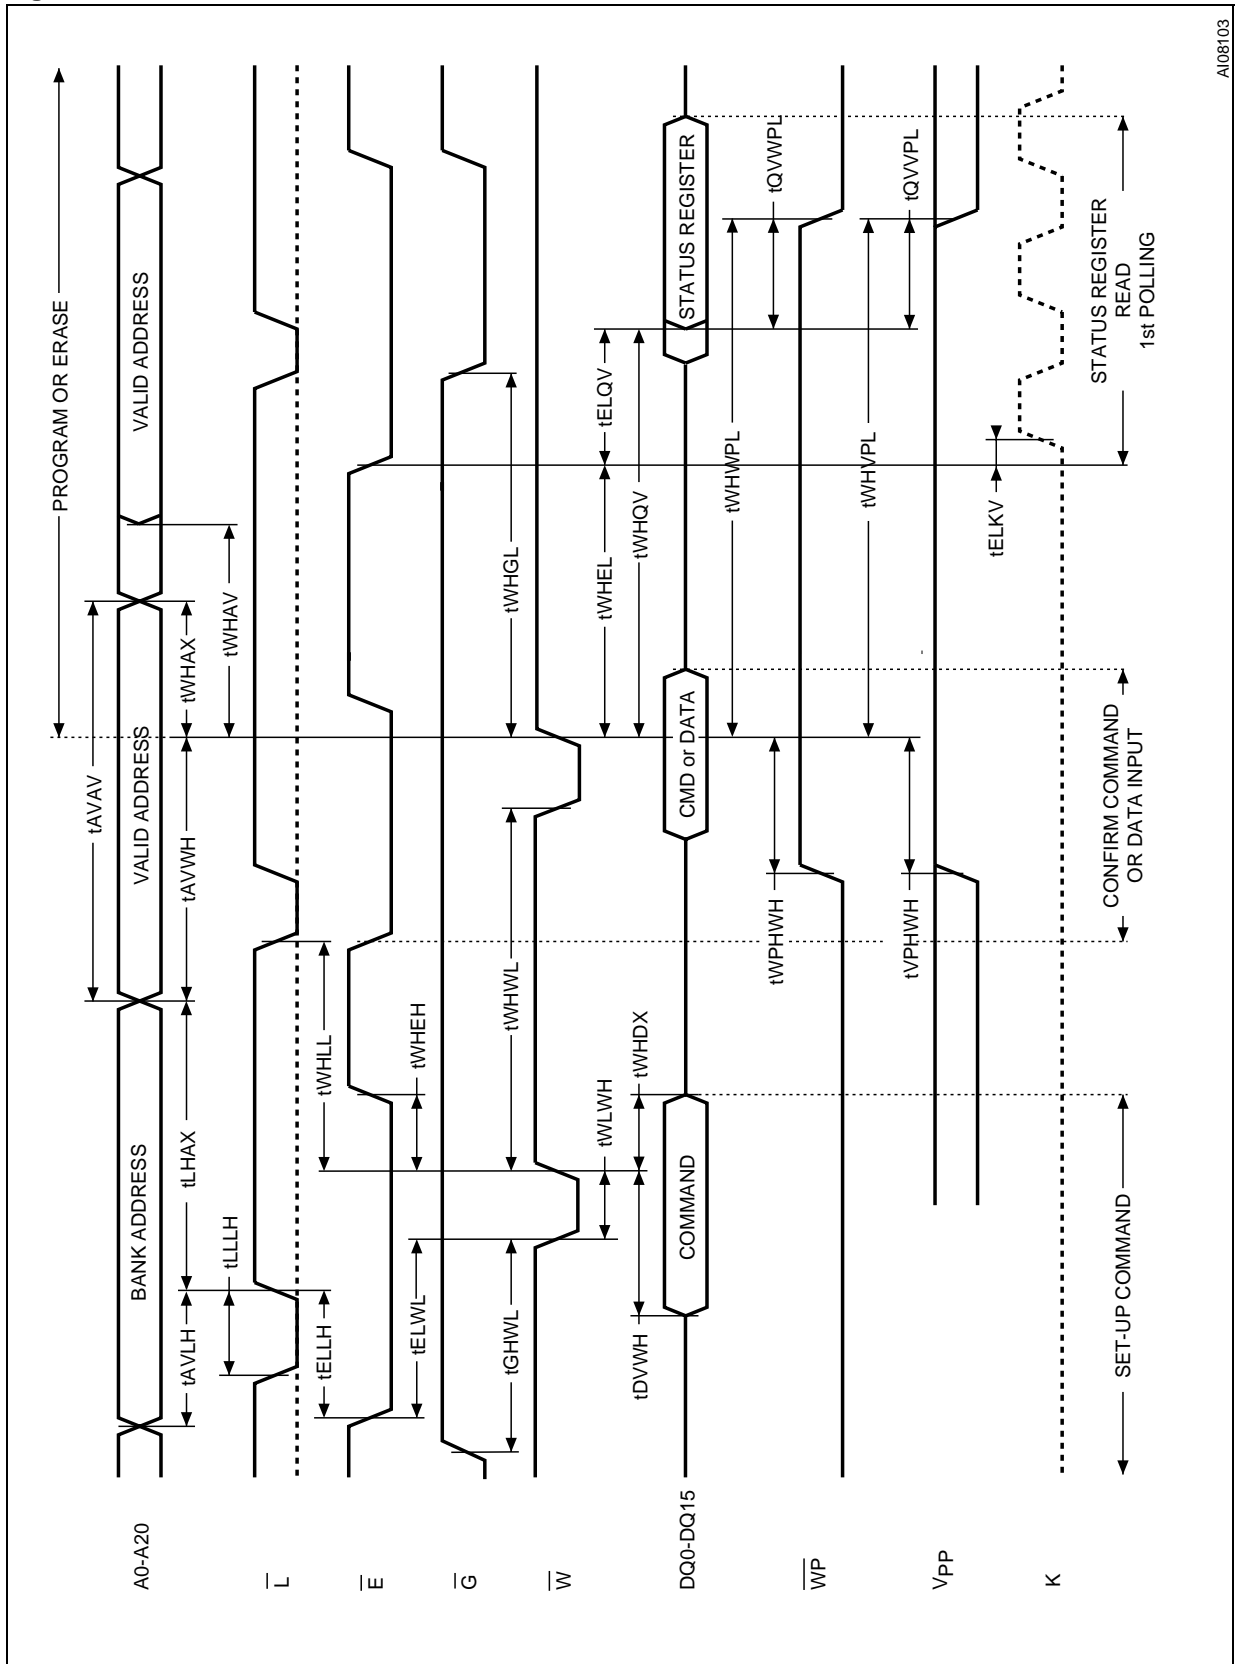 AI08103
PROGRAM OR ERASE
A0-A20
BANK ADDRESS
VALID ADDRESS
VALID ADDRESS
tAVAV
tAVLH
tLHAX
tAVWH
tWHAX
tLLLH
tWHAV
L
tELLH
tWHLL
E
tELWL
tWHEH
G
tGHWL
tWHWL
tWHGL
W
tWLWH
tWHEL
tELQV
tDVWH
tWHDX
tWHQV
DQ0-DQ15
COMMAND
CMD or DATA
STATUS REGISTER
tWHWPL
tWPHWH
tQVWPL
WP
tWHVPL
tVPHWH
tQVVPL
VPP
tELKV
K
SET-UP COMMAND
CONFIRM COMMAND
OR DATA INPUT
STATUS REGISTER
READ
1st POLLING